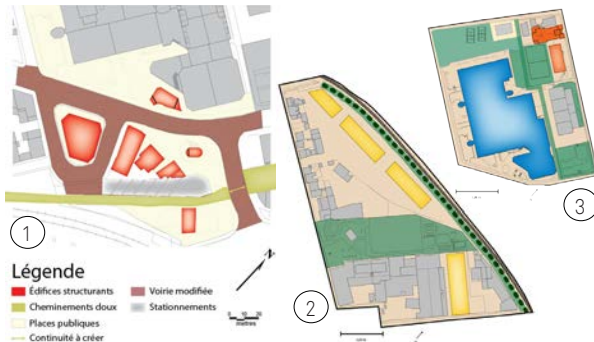 1
2
3
Légende
Édifices structurants
Cheminements doux
Places publiques
Continuité à créer
Voirie modifiée
Stationnements
mètres